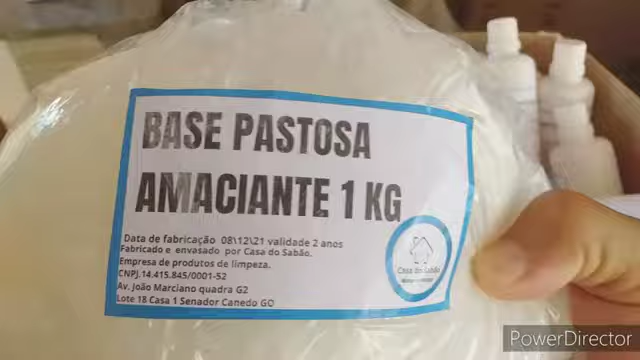 BASE PASTOSA
AMACIANTE 1 KG
Data de fabricação 08\12\21 validade 2 anos
Fabricado e envasado por Casa do Sabão.
Empresa de produtos de limpeza.
CNPJ.14.415.845/0001-52
Av. João Marciano quadra G2
Lote 18 Casa 1 Senador Canedo GO
Casa do Sabão
PowerDirector